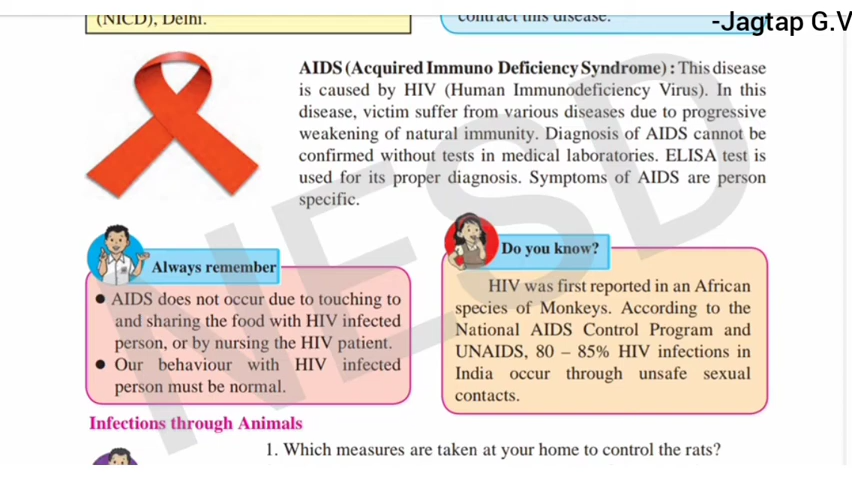 (NICD), Delhi.
contract this disease.
-Jagtap G.V
AIDS (Acquired Immuno Deficiency Syndrome) : This disease
is caused by HIV (Human Immunodeficiency Virus). In this
disease, victim suffer from various diseases due to progressive
weakening of natural immunity. Diagnosis of AIDS cannot be
confirmed without tests in medical laboratories. ELISA test is
used for its proper diagnosis. Symptoms of AIDS are person
specific.
Always remember
● AIDS does not occur due to touching to
and sharing the food with HIV infected
person, or by nursing the HIV patient.
● Our behaviour with HIV infected
person must be normal.
Do you know?
HIV was first reported in an African
species of Monkeys. According to the
National AIDS Control Program and
UNAIDS, 80 – 85% HIV infections in
India occur through unsafe sexual
contacts.
Infections through Animals
1. Which measures are taken at your home to control the rats?